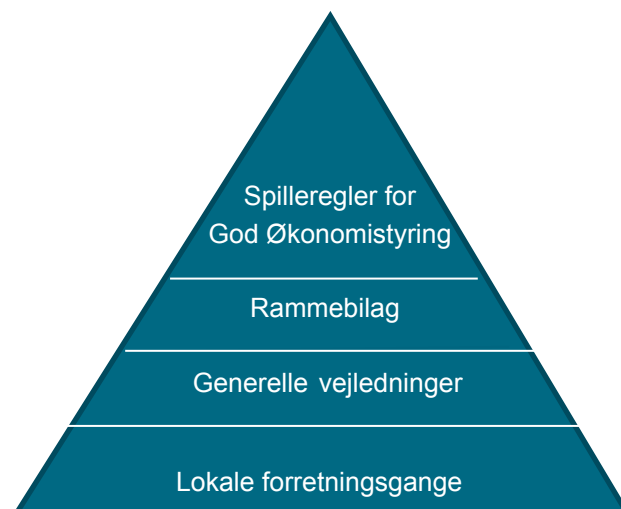 Spilleregler for
God Økonomistyring
Rammebilag
Generelle vejledninger
Lokale forretningsgange